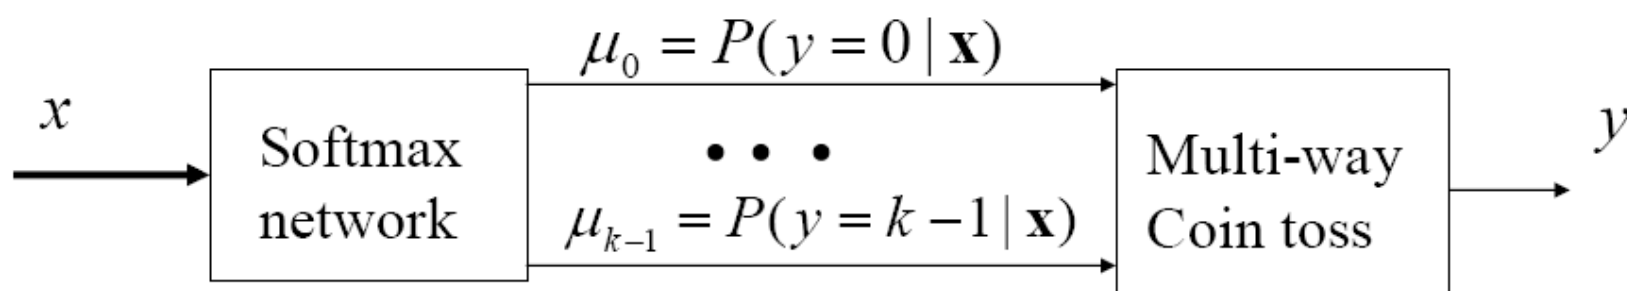 μ₀ = P(y = 0 | x)
x
Softmax
network
• • •
μₖ₋₁ = P(y = k − 1 | x)
Multi-way
Coin toss
y